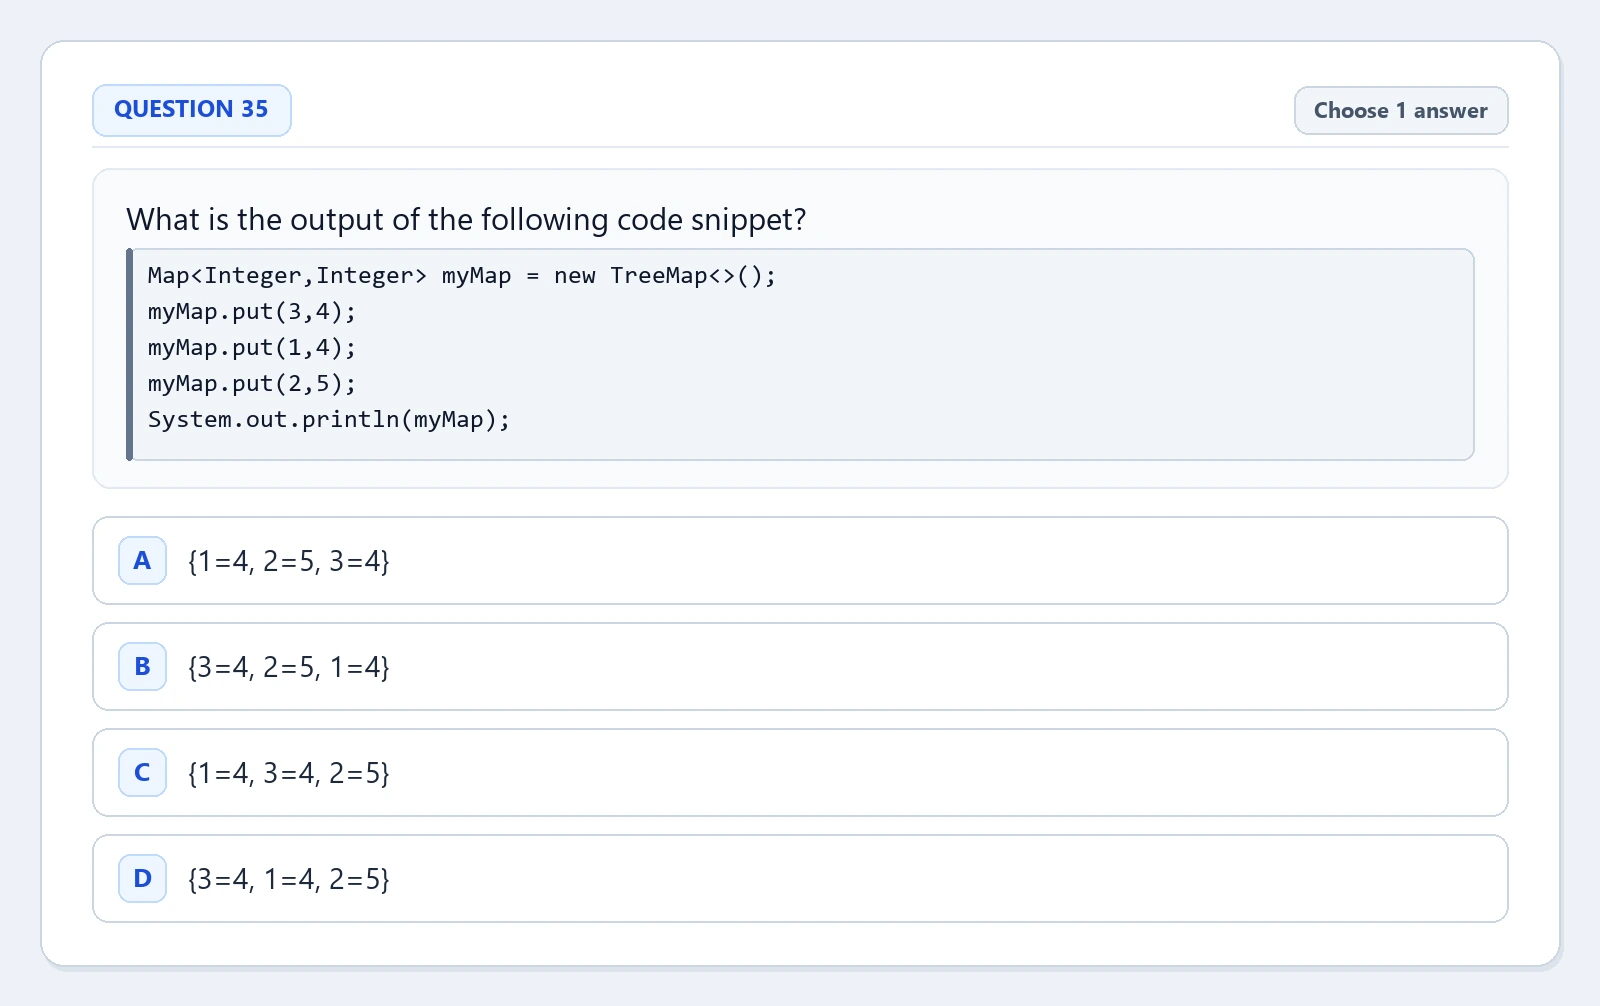 QUESTION 35
Choose 1 answer
What is the output of the following code snippet?
Map<Integer,Integer> myMap = new TreeMap<>();
myMap.put(3,4);
myMap.put(1,4);
myMap.put(2,5);
System.out.println(myMap);
A {1=4, 2=5, 3=4}
B {3=4, 2=5, 1=4}
C {1=4, 3=4, 2=5}
D {3=4, 1=4, 2=5}